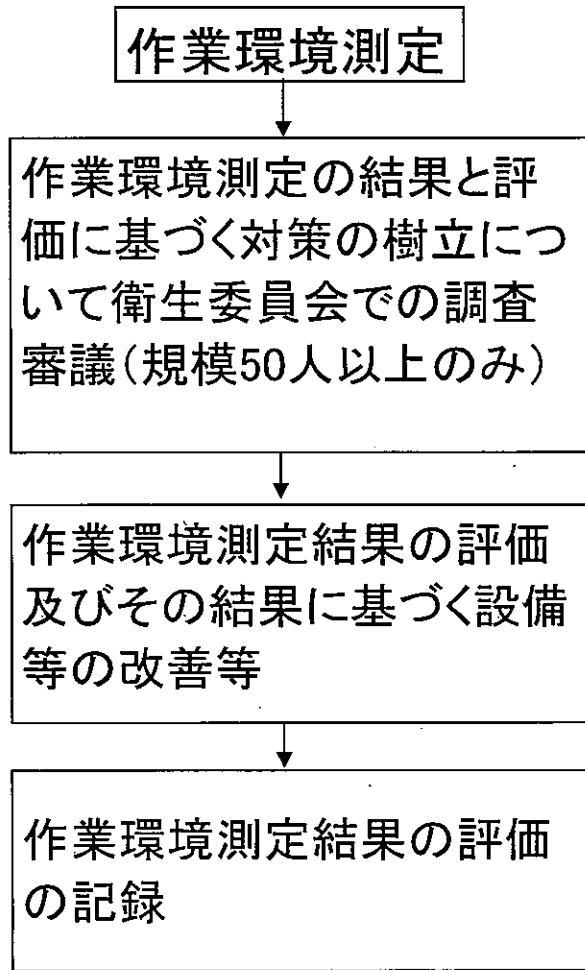 作業環境測定
作業環境測定の結果と評
価に基づく対策の樹立につ
いて衛生委員会での調査
審議(規模50人以上のみ)
作業環境測定結果の評価
及びその結果に基づく設備
等の改善等
作業環境測定結果の評価
の記録